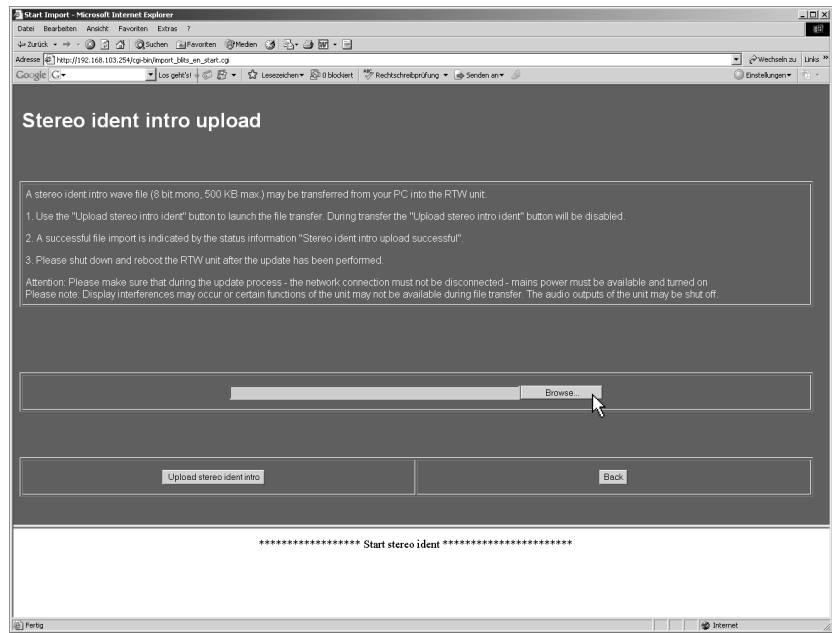 Start Import - Microsoft Internet Explorer
Datei Bearbeiten Ansicht Favoriten Extras ?
Zurück Suchen Favoriten Medien
Adresse http://192.168.103.254/cgi-bin/import_blits_en_start.cgi Wechseln zu Links »
Google G Los geht's! Lesezeichen 0 blockiert Rechtschreibprüfung Senden an Einstellungen
Stereo ident intro upload
A stereo ident intro wave file (8 bit mono, 500 KB max.) may be transferred from your PC into the RTW unit.
1. Use the "Upload stereo intro ident" button to launch the file transfer. During transfer the "Upload stereo intro ident" button will be disabled.
2. A successful file import is indicated by the status information "Stereo ident intro upload successful".
3. Please shut down and reboot the RTW unit after the update has been performed.
Attention: Please make sure that during the update process - the network connection must not be disconnected - mains power must be available and turned on
Please note: Display interferences may occur or certain functions of the unit may not be available during file transfer. The audio outputs of the unit may be shut off.
Browse...
Upload stereo ident intro Back
****************** Start stereo ident ***********************
Fertig Internet